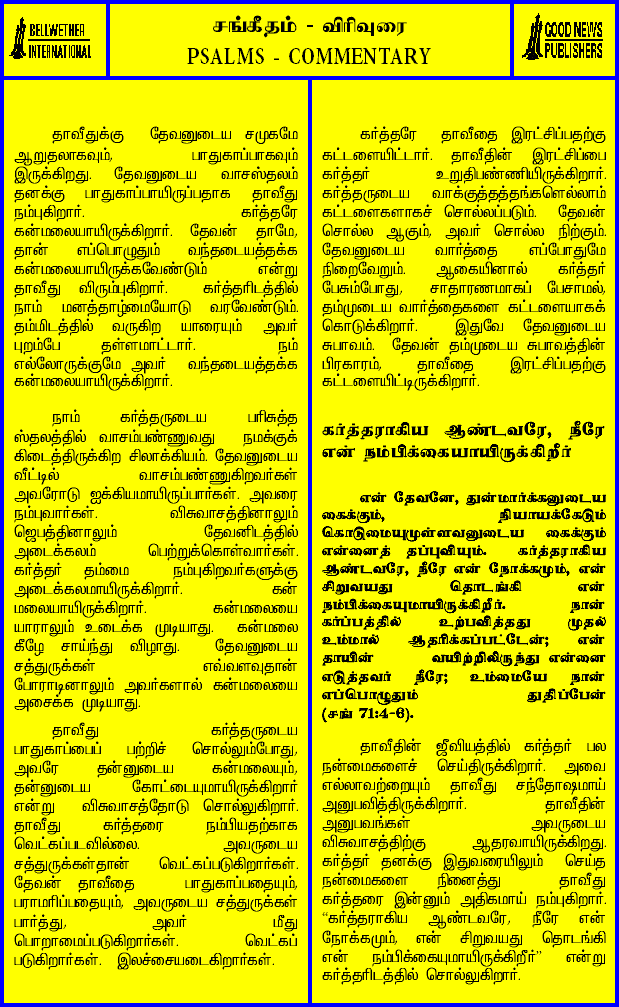 BELLWETHER
INTERNATIONAL
சங்கீதம் - விரிவுரை
PSALMS - COMMENTARY
GOOD NEWS
PUBLISHERS
தாவீதுக்கு தேவனுடைய சமுகமே
ஆறுதலாகவும், பாதுகாப்பாகவும்
இருக்கிறது. தேவனுடைய வாசஸ்தலம்
தனக்கு பாதுகாப்பாயிருப்பதாக தாவீது
நம்புகிறார். கர்த்தரே
கன்மலையாயிருக்கிறார். தேவன் தாமே,
தான் எப்பொழுதும் வந்தடையத்தக்க
கன்மலையாயிருக்கவேண்டும் என்று
தாவீது விரும்புகிறார். கர்த்தரிடத்தில்
நாம் மனத்தாழ்மையோடு வரவேண்டும்.
தம்மிடத்தில் வருகிற யாரையும் அவர்
புறம்பே தள்ளமாட்டார். நம்
எல்லோருக்குமே அவர் வந்தடையத்தக்க
கன்மலையாயிருக்கிறார்.
நாம் கர்த்தருடைய பரிசுத்த
ஸ்தலத்தில் வாசம்பண்ணுவது நமக்குக்
கிடைத்திருக்கிற சிலாக்கியம். தேவனுடைய
வீட்டில் வாசம்பண்ணுகிறவர்கள்
அவரோடு ஐக்கியமாயிருப்பார்கள். அவரை
நம்புவார்கள். விசுவாசத்தினாலும்
ஜெபத்தினாலும் தேவனிடத்தில்
அடைக்கலம் பெற்றுக்கொள்வார்கள்.
கர்த்தர் தம்மை நம்புகிறவர்களுக்கு
அடைக்கலமாயிருக்கிறார். கன்
மலையாயிருக்கிறார். கன்மலையை
யாராலும் உடைக்க முடியாது. கன்மலை
கீழே சாய்ந்து விழாது. தேவனுடைய
சத்துருக்கள் எவ்வளவுதான்
போராடினாலும் அவர்களால் கன்மலையை
அசைக்க முடியாது.
தாவீது கர்த்தருடைய
பாதுகாப்பைப் பற்றிச் சொல்லும்போது,
அவரே தன்னுடைய கன்மலையும்,
தன்னுடைய கோட்டையுமாயிருக்கிறார்
என்று விசுவாசத்தோடு சொல்லுகிறார்.
தாவீது கர்த்தரை நம்பியதற்காக
வெட்கப்படவில்லை. அவருடைய
சத்துருக்கள்தான் வெட்கப்படுகிறார்கள்.
தேவன் தாவீதை பாதுகாப்பதையும்,
பராமரிப்பதையும், அவருடைய சத்துருக்கள்
பார்த்து, அவர் மீது
பொறாமைப்படுகிறார்கள். வெட்கப்
படுகிறார்கள். இலச்சையடைகிறார்கள்.
கர்த்தரே தாவீதை இரட்சிப்பதற்கு
கட்டளையிட்டார். தாவீதின் இரட்சிப்பை
கர்த்தர் உறுதிபண்ணியிருக்கிறார்.
கர்த்தருடைய வாக்குத்தத்தங்களெல்லாம்
கட்டளைகளாகச் சொல்லப்படும். தேவன்
சொல்ல ஆகும், அவர் சொல்ல நிற்கும்.
தேவனுடைய வார்த்தை எப்போதுமே
நிறைவேறும். ஆகையினால் கர்த்தர்
பேசும்போது, சாதாரணமாகப் பேசாமல்,
தம்முடைய வார்த்தைகளை கட்டளையாகக்
கொடுக்கிறார். இதுவே தேவனுடைய
சுபாவம். தேவன் தம்முடைய சுபாவத்தின்
பிரகாரம், தாவீதை இரட்சிப்பதற்கு
கட்டளையிட்டிருக்கிறார்.
கர்த்தராகிய ஆண்டவரே, நீரே
என் நம்பிக்கையாயிருக்கிறீர்
என் தேவனே, துன்மார்க்கனுடைய
கைக்கும், நியாயக்கேடும்
கொடுமையுமுள்ளவனுடைய கைக்கும்
என்னைத் தப்புவியும். கர்த்தராகிய
ஆண்டவரே, நீரே என் நோக்கமும், என்
சிறுவயது தொடங்கி என்
நம்பிக்கையுமாயிருக்கிறீர். நான்
கர்ப்பத்தில் உற்பவித்தது முதல்
உம்மால் ஆதரிக்கப்பட்டேன்; என்
தாயின் வயிற்றிலிருந்து என்னை
எடுத்தவர் நீரே; உம்மையே நான்
எப்பொழுதும் துதிப்பேன்
(சங் 71:4-6).
தாவீதின் ஜீவியத்தில் கர்த்தர் பல
நன்மைகளைச் செய்திருக்கிறார். அவை
எல்லாவற்றையும் தாவீது சந்தோஷமாய்
அனுபவித்திருக்கிறார். தாவீதின்
அனுபவங்கள் அவருடைய
விசுவாசத்திற்கு ஆதரவாயிருக்கிறது.
கர்த்தர் தனக்கு இதுவரையிலும் செய்த
நன்மைகளை நினைத்து தாவீது
கர்த்தரை இன்னும் அதிகமாய் நம்புகிறார்.
“கர்த்தராகிய ஆண்டவரே, நீரே என்
நோக்கமும், என் சிறுவயது தொடங்கி
என் நம்பிக்கையுமாயிருக்கிறீர்” என்று
கர்த்தரிடத்தில் சொல்லுகிறார்.